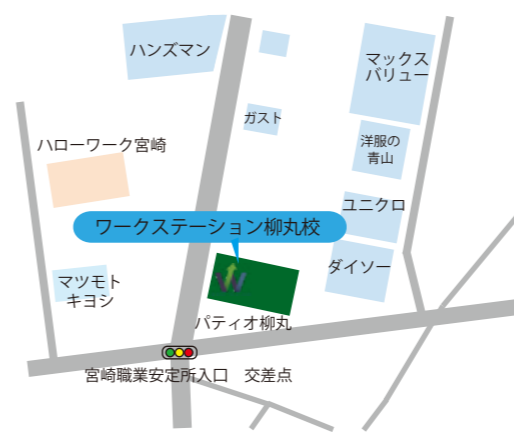 ハンズマン
マックス
バリュー
ガスト
洋服の
青山
ハローワーク宮崎
ユニクロ
ワークステーション柳丸校
ダイソー
マツモト
キヨシ
W
パティオ柳丸
宮崎職業安定所入口　交差点